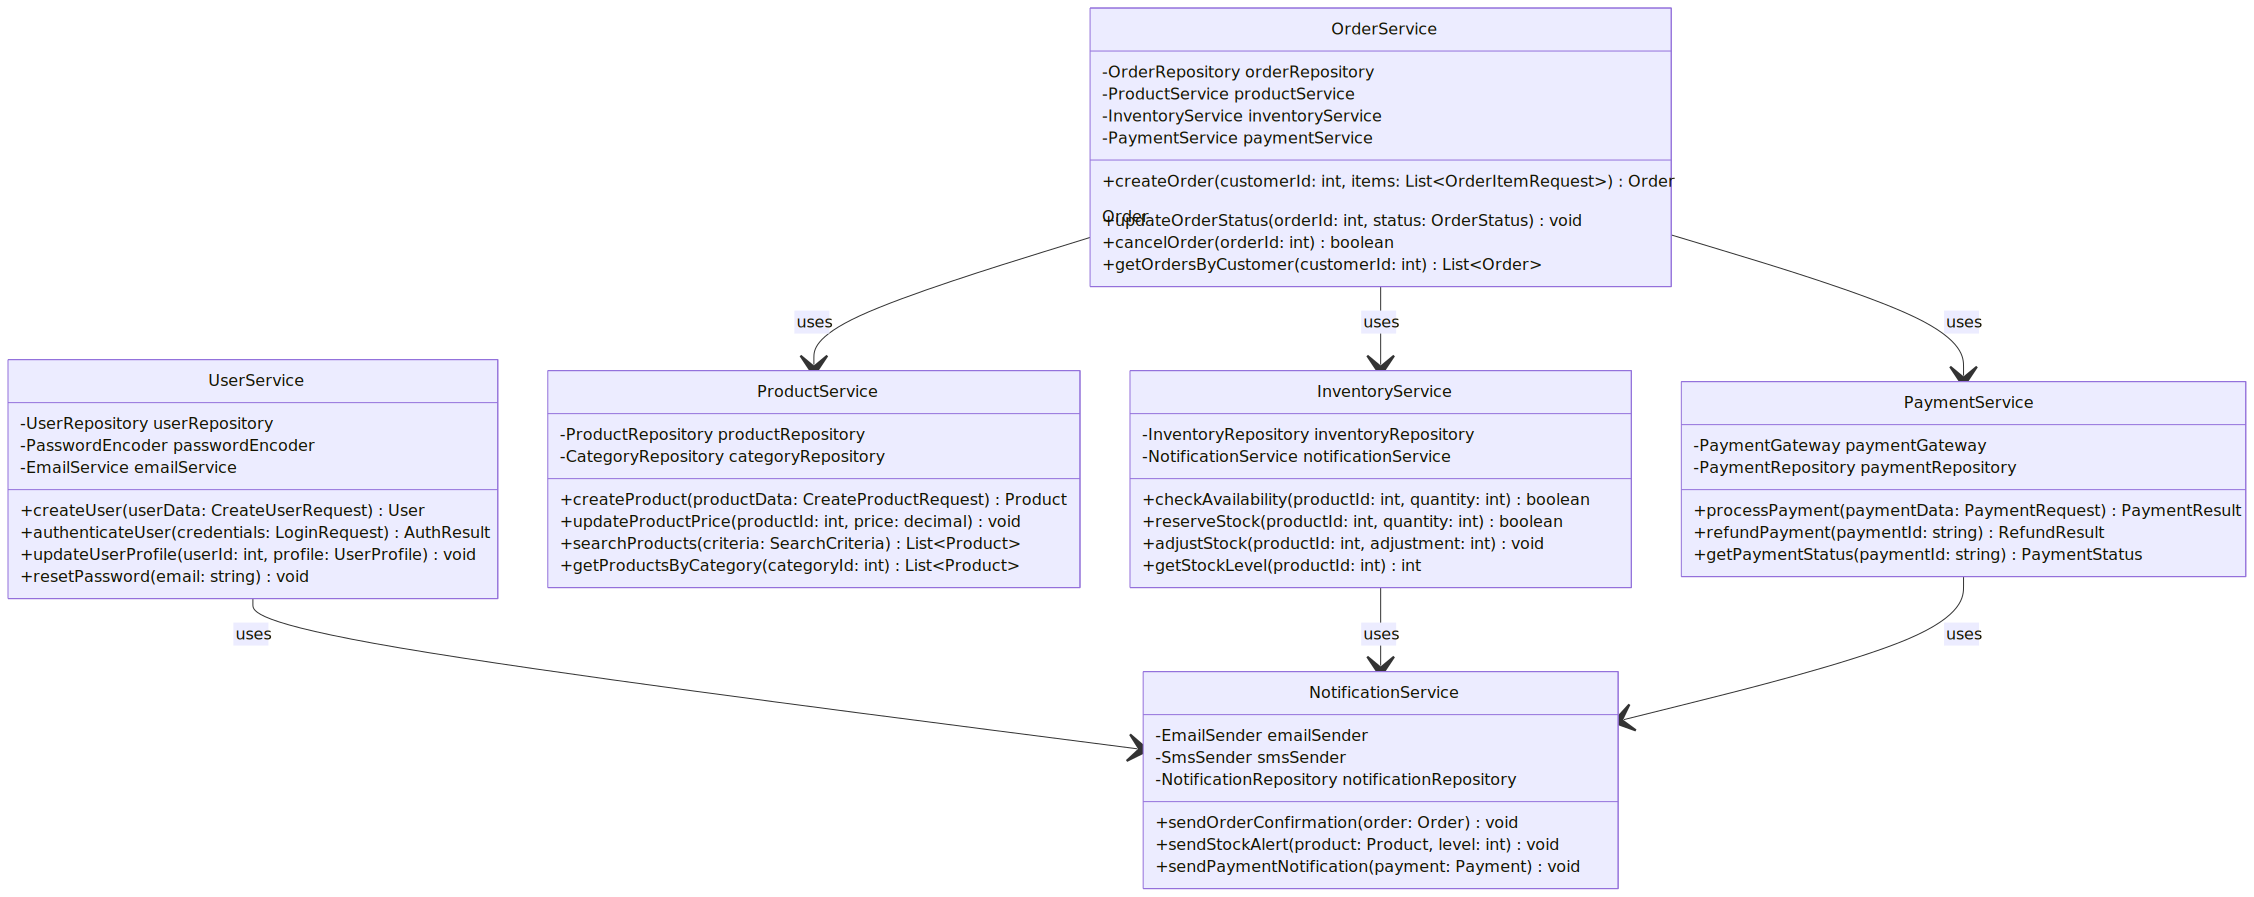 OrderService
-OrderRepository orderRepository
-ProductService productService
-InventoryService inventoryService
-PaymentService paymentService
+createOrder(customerId: int, items: List<OrderItemRequest>) : Order
Order
+updateOrderStatus(orderId: int, status: OrderStatus) : void
+cancelOrder(orderId: int) : boolean
+getOrdersByCustomer(customerId: int) : List<Order>
uses
uses
uses
UserService
-UserRepository userRepository
-PasswordEncoder passwordEncoder
-EmailService emailService
+createUser(userData: CreateUserRequest) : User
+authenticateUser(credentials: LoginRequest) : AuthResult
+updateUserProfile(userId: int, profile: UserProfile) : void
+resetPassword(email: string) : void
ProductService
-ProductRepository productRepository
-CategoryRepository categoryRepository
+createProduct(productData: CreateProductRequest) : Product
+updateProductPrice(productId: int, price: decimal) : void
+searchProducts(criteria: SearchCriteria) : List<Product>
+getProductsByCategory(categoryId: int) : List<Product>
InventoryService
-InventoryRepository inventoryRepository
-NotificationService notificationService
+checkAvailability(productId: int, quantity: int) : boolean
+reserveStock(productId: int, quantity: int) : boolean
+adjustStock(productId: int, adjustment: int) : void
+getStockLevel(productId: int) : int
PaymentService
-PaymentGateway paymentGateway
-PaymentRepository paymentRepository
+processPayment(paymentData: PaymentRequest) : PaymentResult
+refundPayment(paymentId: string) : RefundResult
+getPaymentStatus(paymentId: string) : PaymentStatus
uses
uses
uses
NotificationService
-EmailSender emailSender
-SmsSender smsSender
-NotificationRepository notificationRepository
+sendOrderConfirmation(order: Order) : void
+sendStockAlert(product: Product, level: int) : void
+sendPaymentNotification(payment: Payment) : void